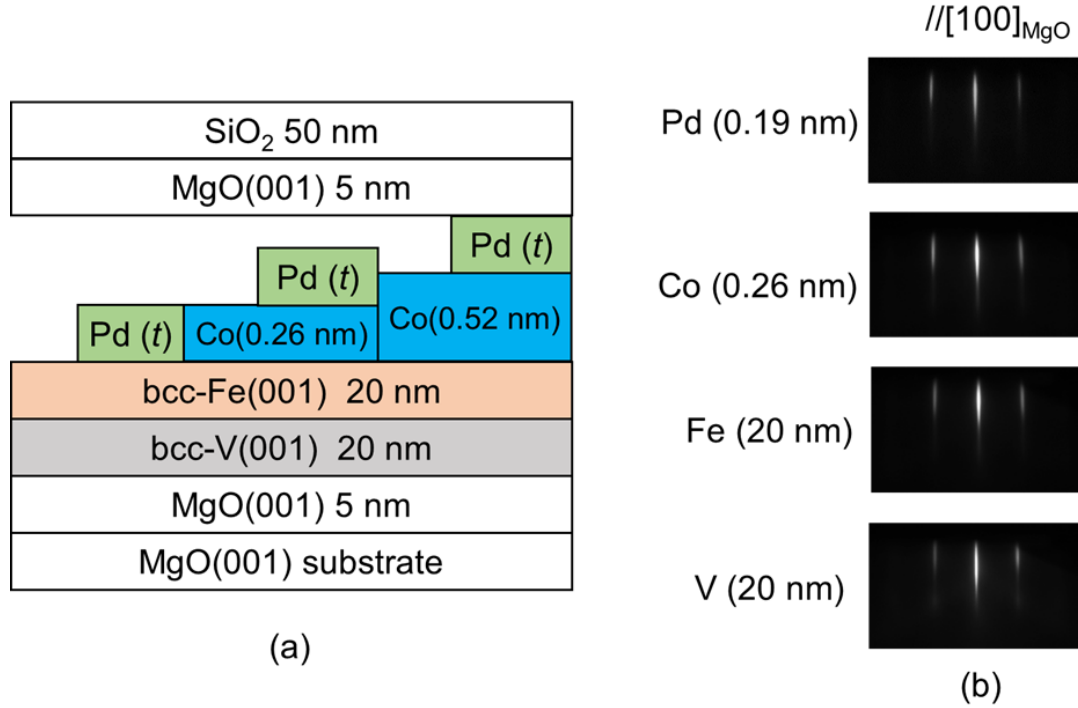 SiO₂ 50 nm
MgO(001) 5 nm
Pd (t)
Pd (t)
Pd (t)
Co(0.26 nm)
Co(0.52 nm)
bcc-Fe(001) 20 nm
bcc-V(001) 20 nm
MgO(001) 5 nm
MgO(001) substrate
(a)
//[100]MgO
Pd (0.19 nm)
Co (0.26 nm)
Fe (20 nm)
V (20 nm)
(b)